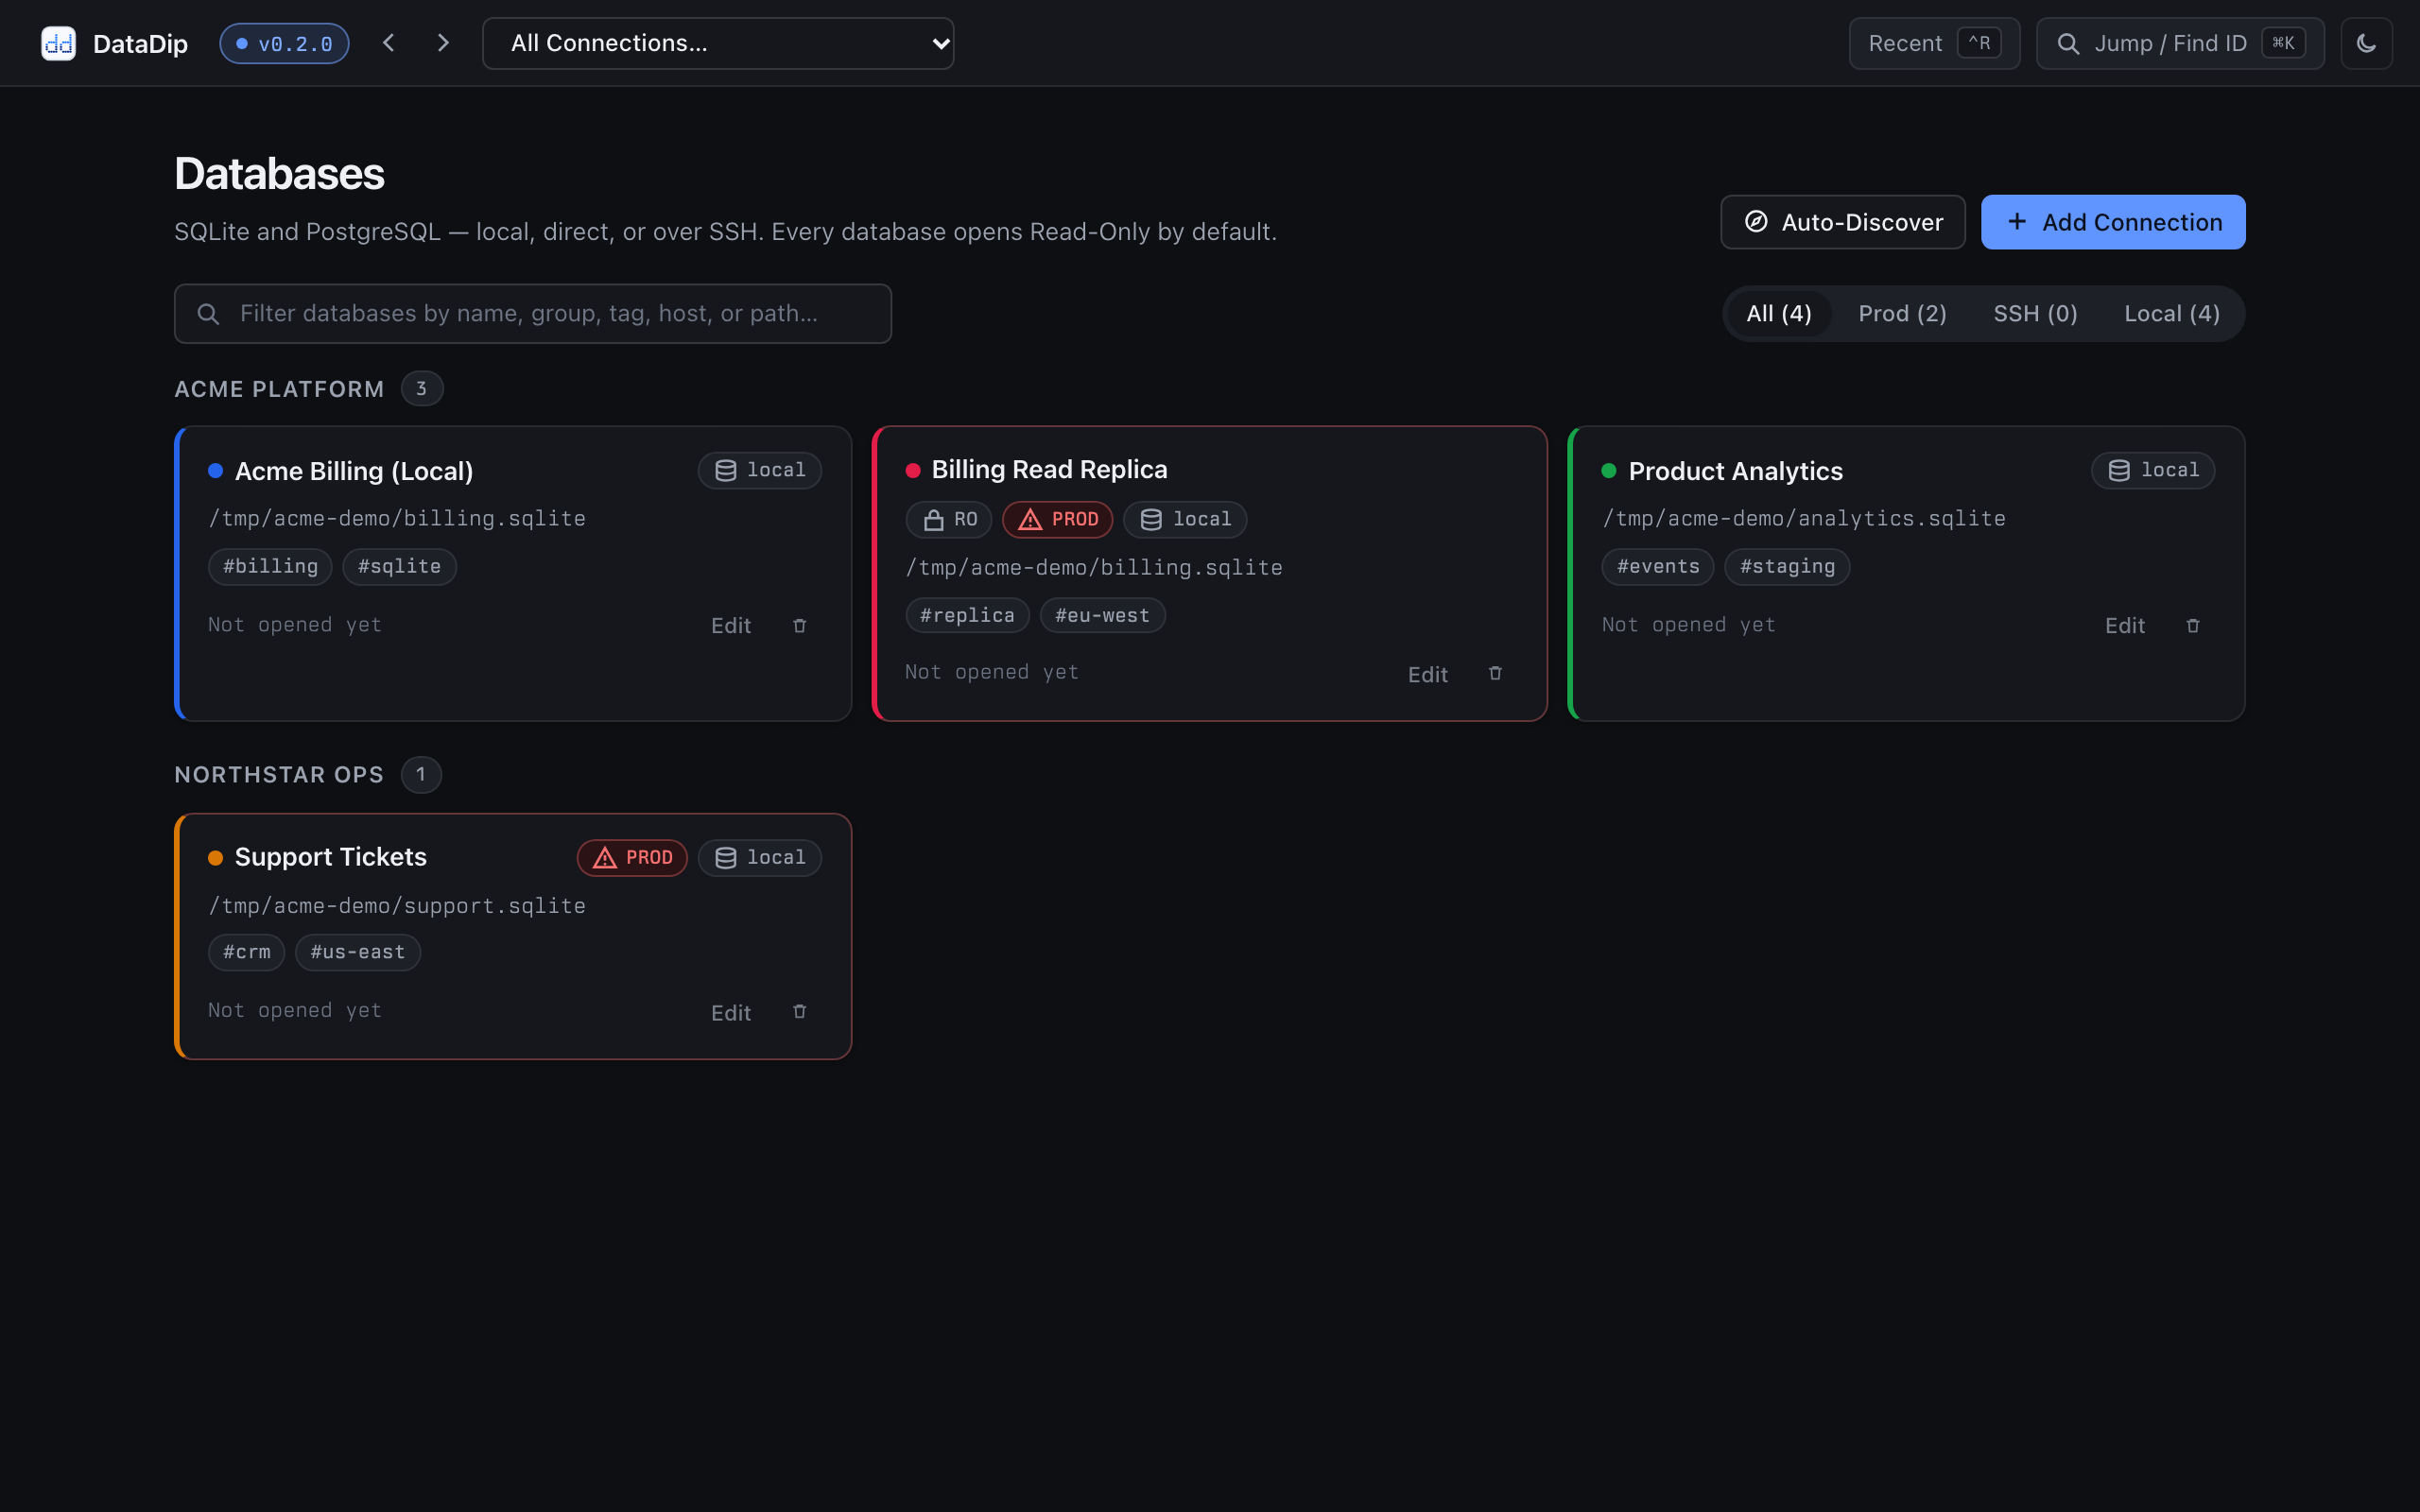 dd DataDip v0.2.0 All Connections... Recent ^R Jump / Find ID ⌘K
Databases
SQLite and PostgreSQL — local, direct, or over SSH. Every database opens Read-Only by default.
Auto-Discover + Add Connection
Filter databases by name, group, tag, host, or path...
All (4) Prod (2) SSH (0) Local (4)
ACME PLATFORM 3
Acme Billing (Local) local
/tmp/acme-demo/billing.sqlite
#billing #sqlite
Not opened yet Edit
Billing Read Replica
RO PROD local
/tmp/acme-demo/billing.sqlite
#replica #eu-west
Not opened yet Edit
Product Analytics local
/tmp/acme-demo/analytics.sqlite
#events #staging
Not opened yet Edit
NORTHSTAR OPS 1
Support Tickets PROD local
/tmp/acme-demo/support.sqlite
#crm #us-east
Not opened yet Edit